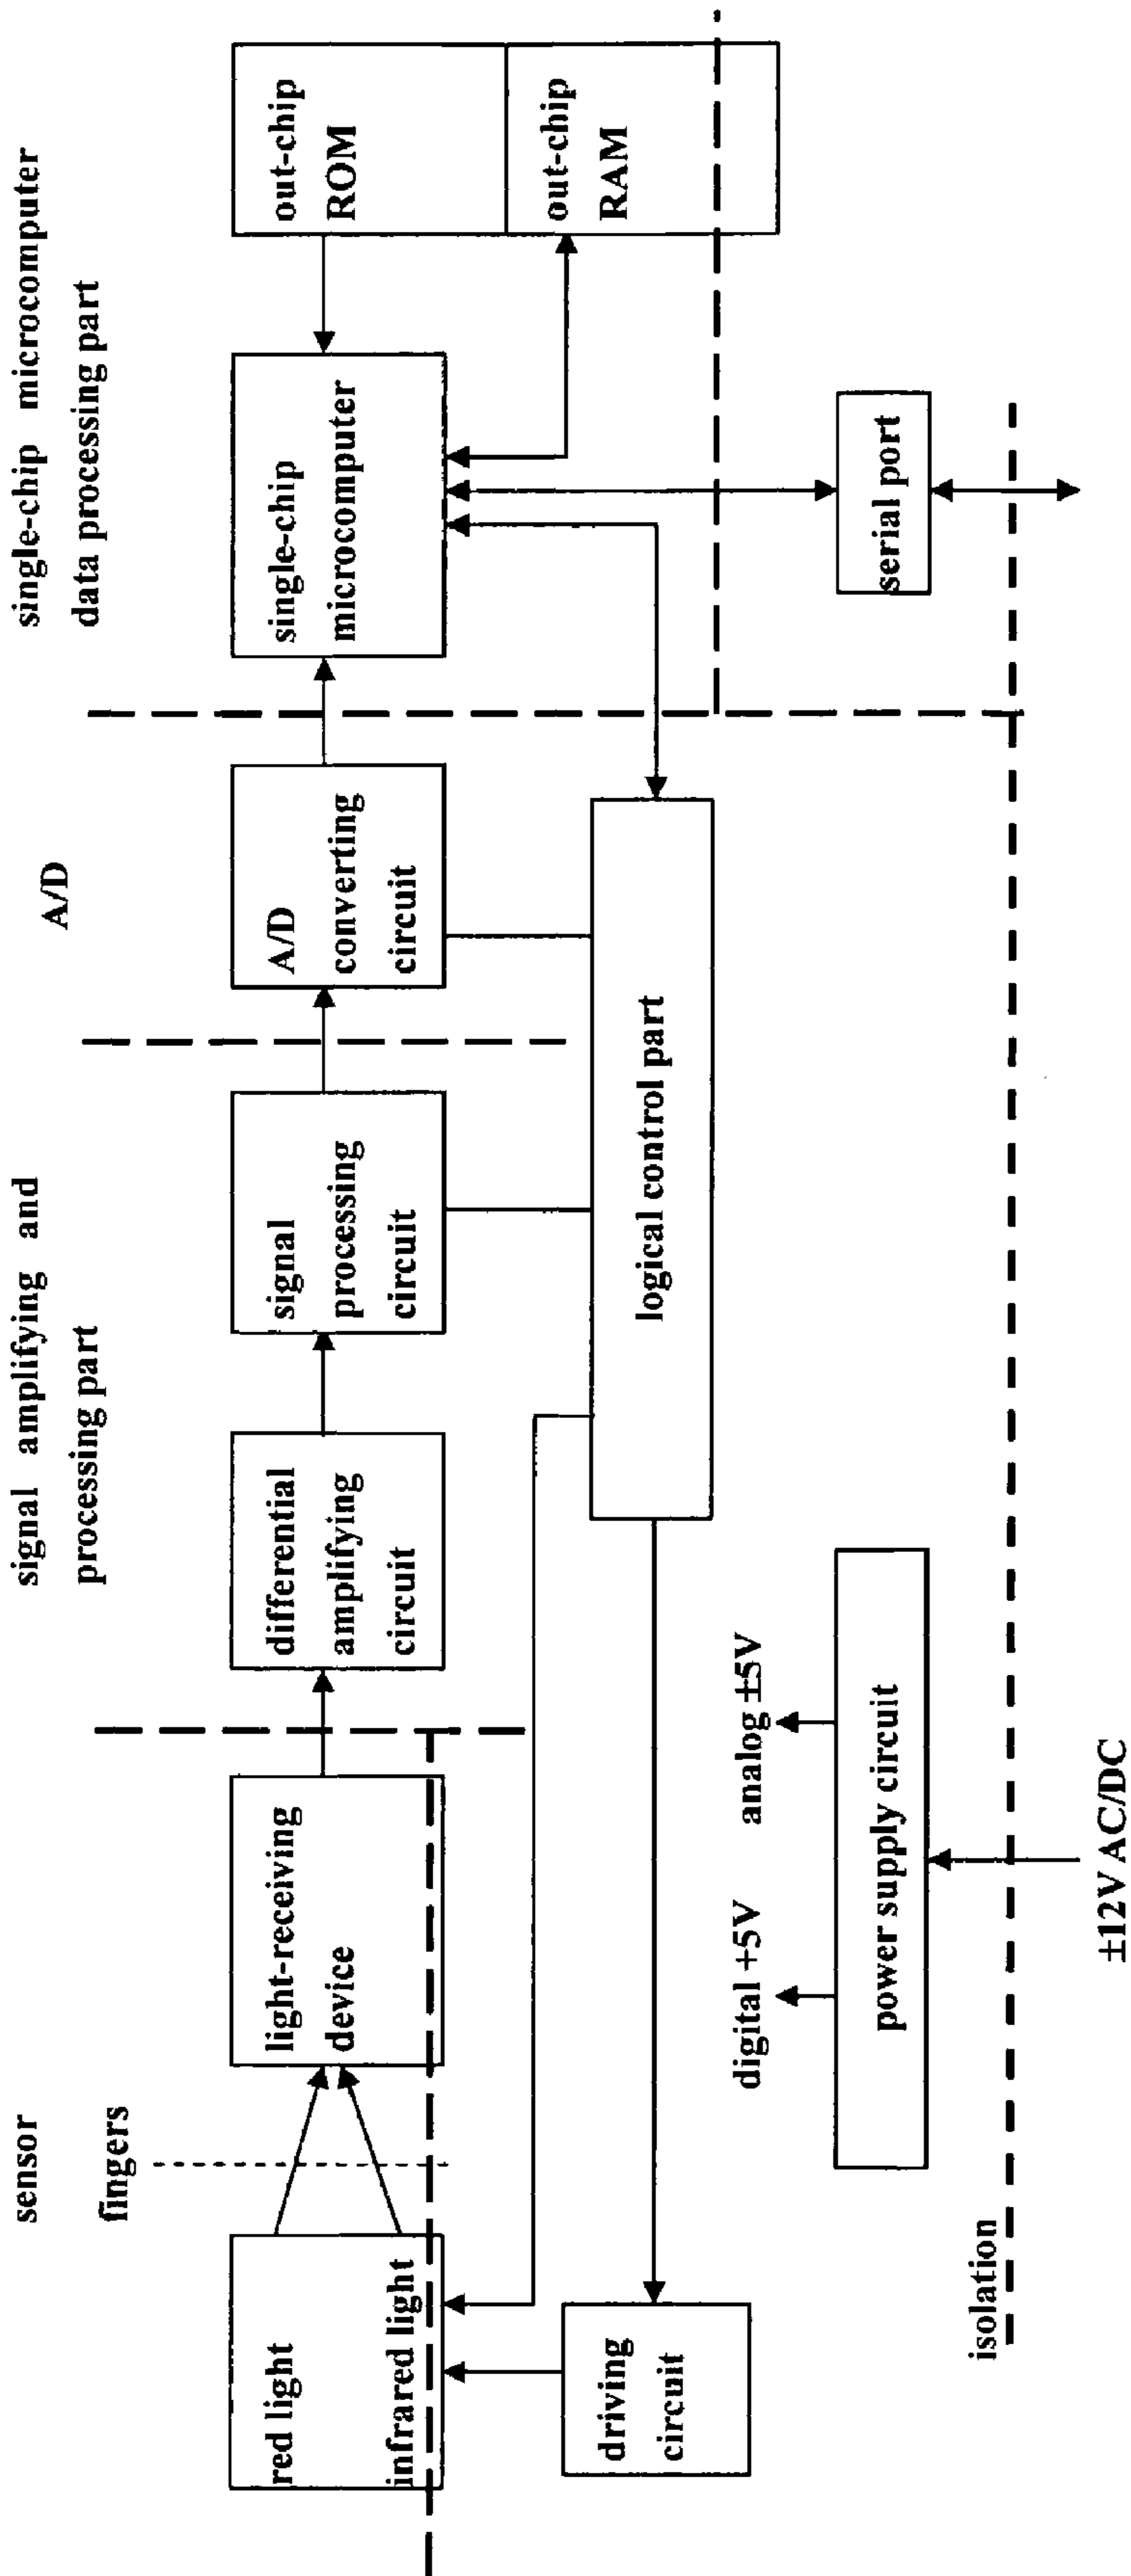 sensor
fingers
signal amplifying and
processing part
A/D
single-chip microcomputer
data processing part
red light
infrared light
light-receiving
device
differential
amplifying
circuit
signal
processing
circuit
A/D
converting
circuit
single-chip
microcomputer
out-chip
ROM
out-chip
RAM
driving
circuit
logical control part
digital +5V
analog ±5V
power supply circuit
serial port
isolation
±12V AC/DC